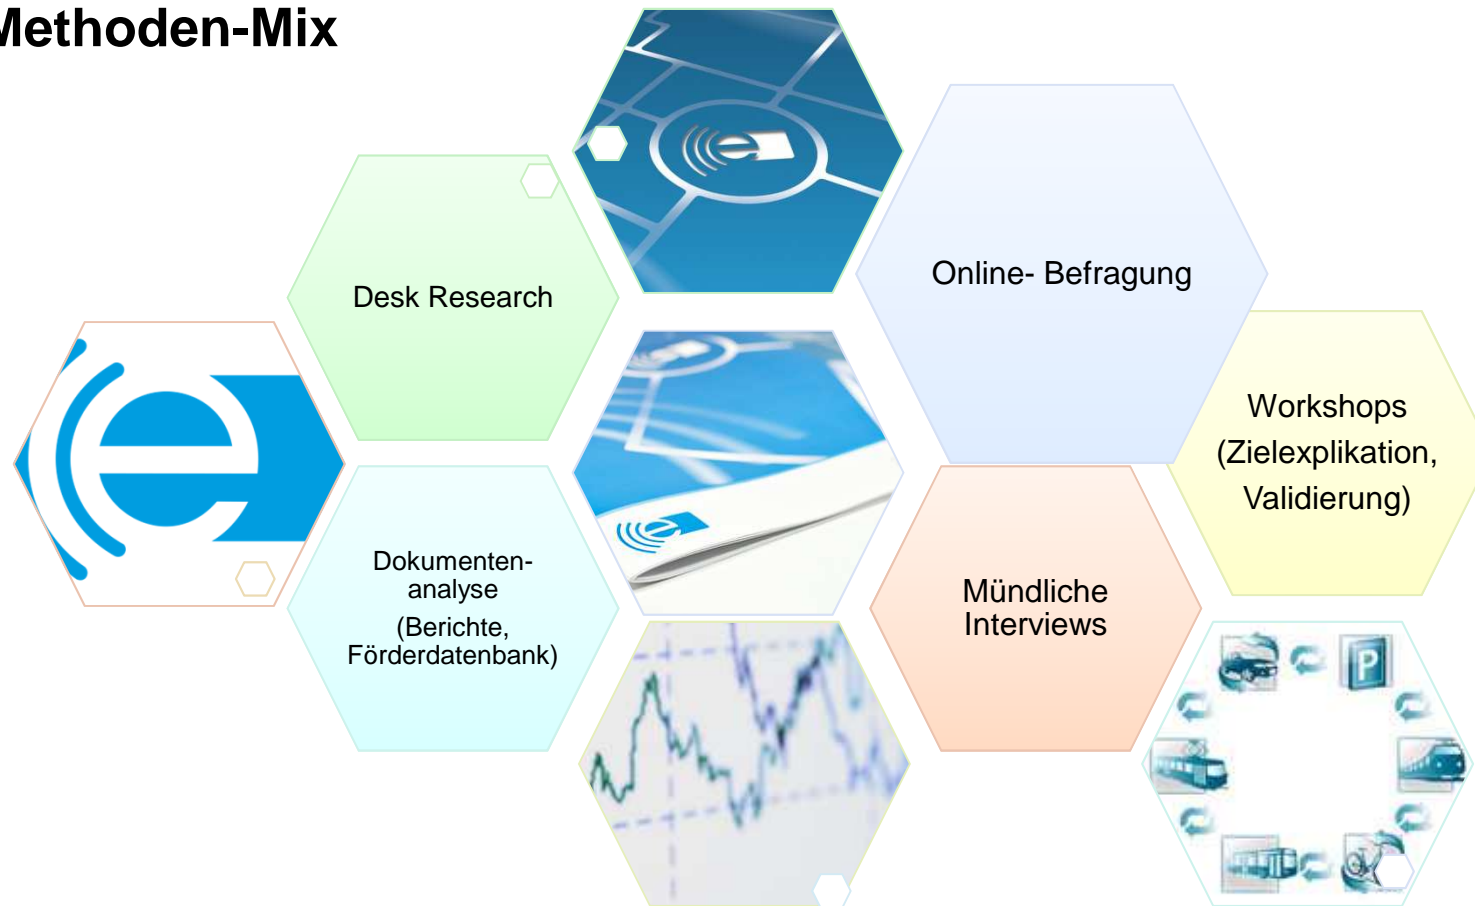 Methoden-Mix
Desk Research
Online- Befragung
Workshops
(Zielexplikation,
Validierung)
Dokumenten-
analyse
(Berichte,
Förderdatenbank)
Mündliche
Interviews
e
e
e
P